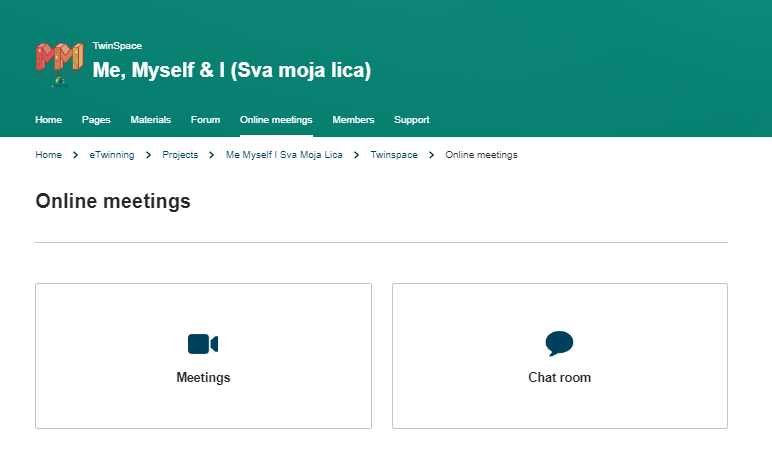 TwinSpace
Me, Myself & I (Sva moja lica)
Home Pages Materials Forum Online meetings Members Support
Home > eTwinning > Projects > Me Myself I Sva Moja Lica > Twinspace > Online meetings
Online meetings
Meetings Chat room